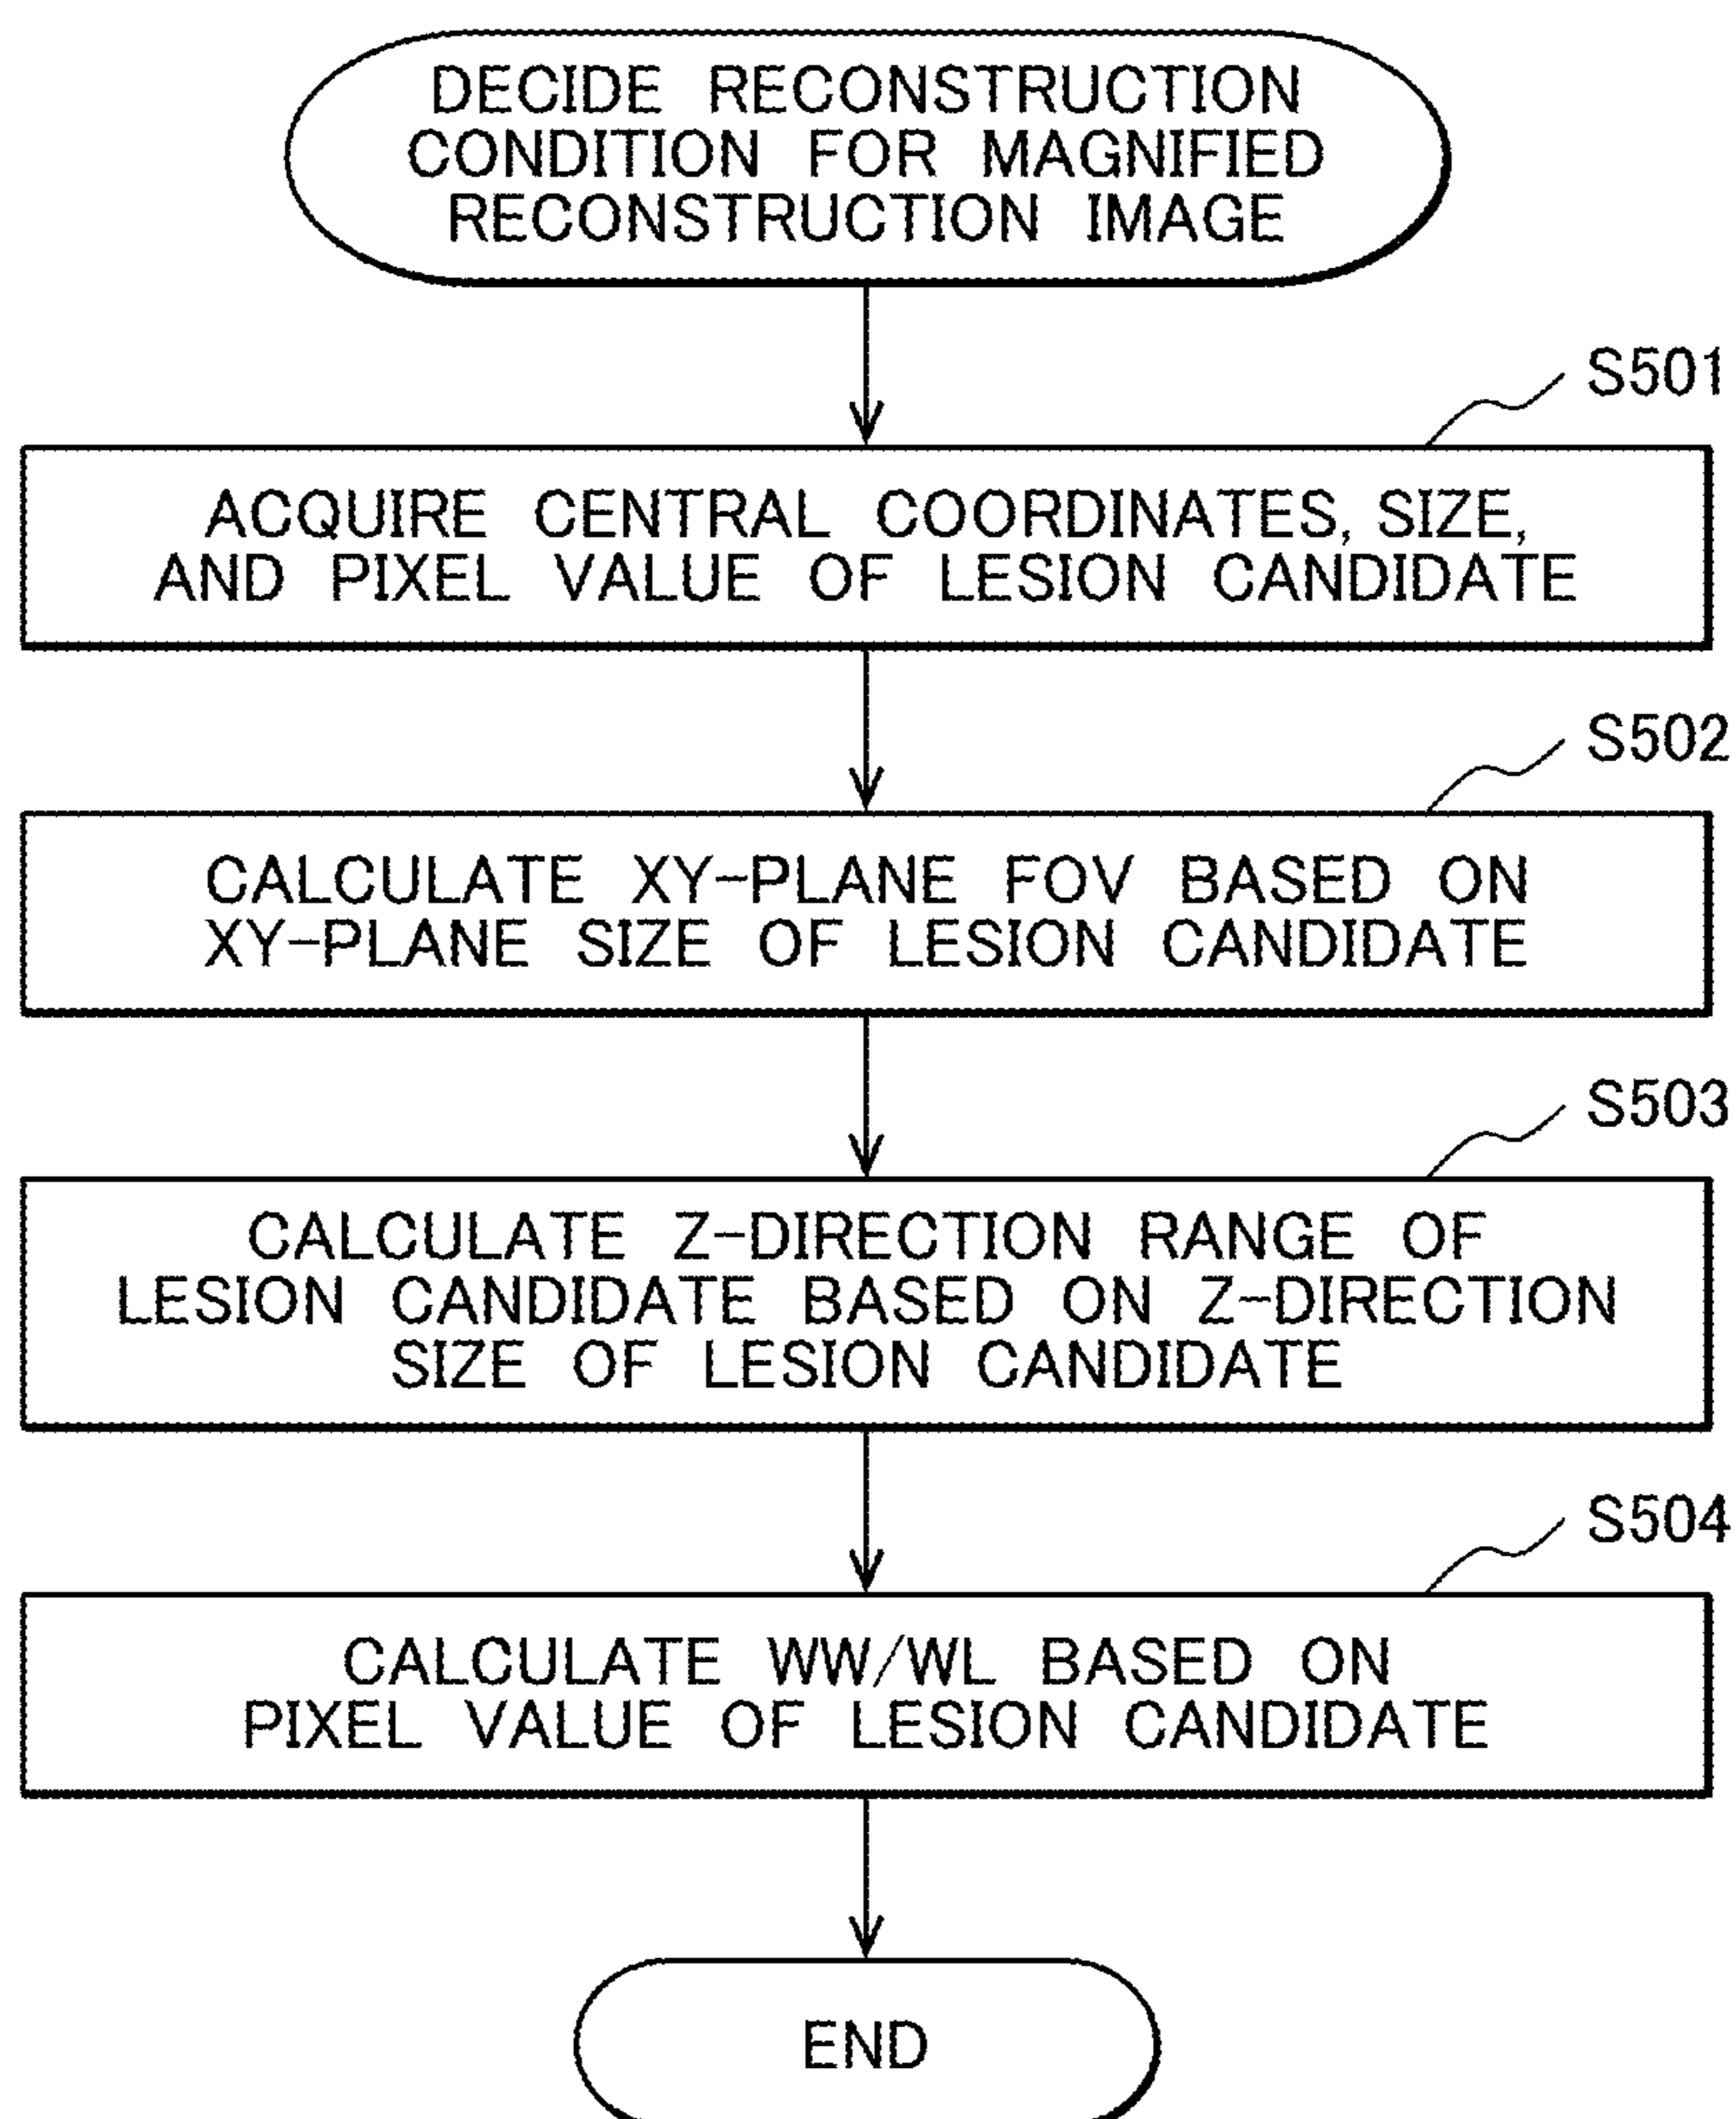 DECIDE RECONSTRUCTION
CONDITION FOR MAGNIFIED
RECONSTRUCTION IMAGE
S501
ACQUIRE CENTRAL COORDINATES, SIZE,
AND PIXEL VALUE OF LESION CANDIDATE
S502
CALCULATE XY-PLANE FOV BASED ON
XY-PLANE SIZE OF LESION CANDIDATE
S503
CALCULATE Z-DIRECTION RANGE OF
LESION CANDIDATE BASED ON Z-DIRECTION
SIZE OF LESION CANDIDATE
S504
CALCULATE WW/WL BASED ON
PIXEL VALUE OF LESION CANDIDATE
END